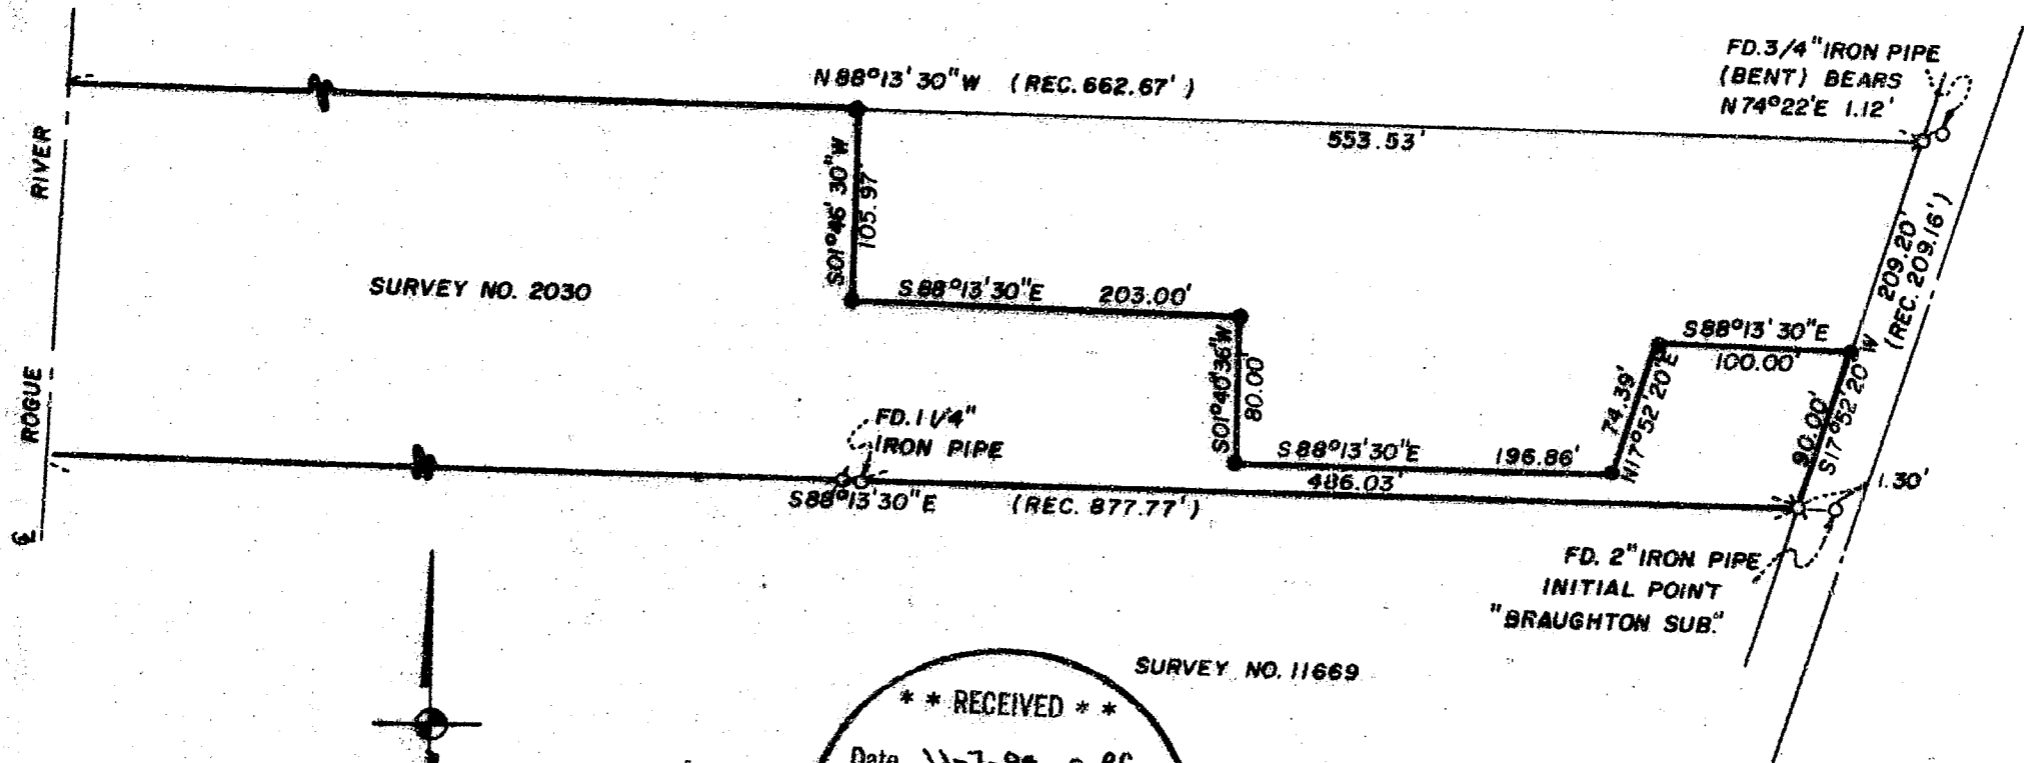 N 88°13' 30" W (REC. 662.67')
FD. 3/4" IRON PIPE
(BENT) BEARS
N 74°22' E 1.12'
553.53'
RIVER
ROGUE
S01°46' 30" W
105.97'
209.20'
(REC. 209.16')
SURVEY NO. 2030
S 88°13' 30" E 203.00'
S01°40'36" W
80.00'
S 88°13' 30" E
100.00'
74.39'
N17°52'20" E
90.00'
S17°52'20" W
FD. 1 1/4"
IRON PIPE
S 88°13' 30" E 196.86'
486.03'
S 88°13' 30" E (REC. 877.77')
1.30'
FD. 2" IRON PIPE
INITIAL POINT
"BRAUGHTON SUB."
SURVEY NO. 11669
* * RECEIVED * *
Date